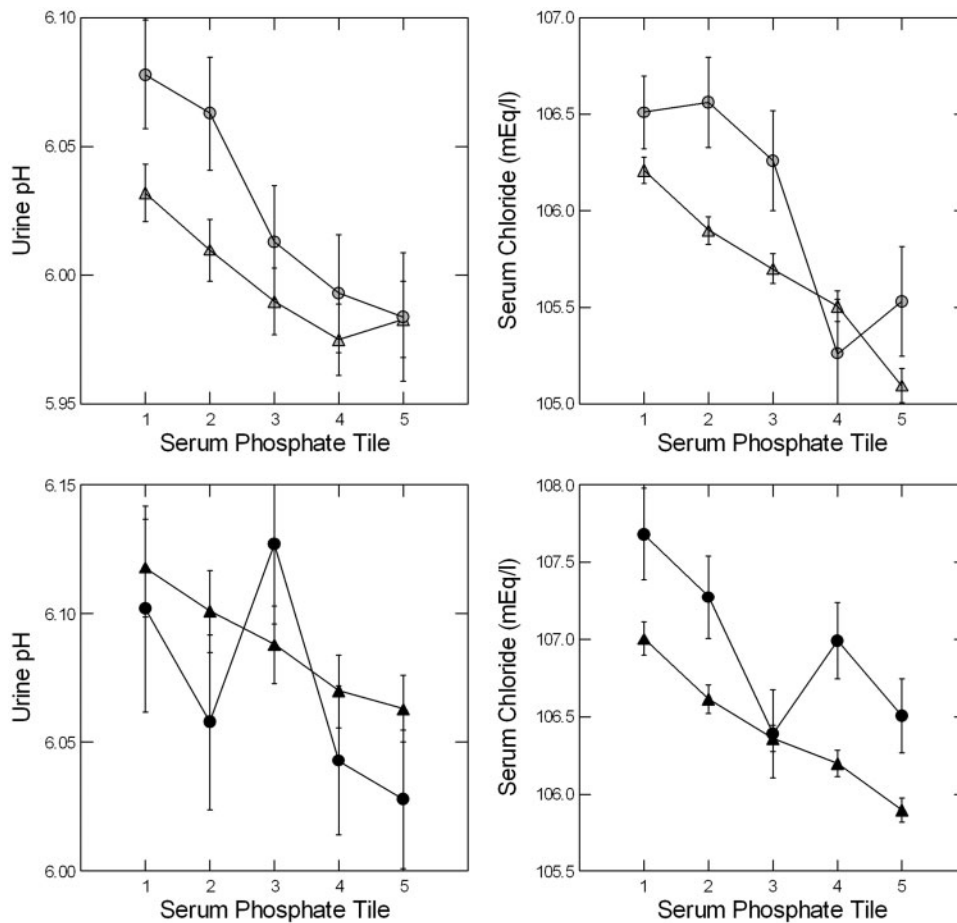 6.10
6.05
6.00
5.95
Urine pH
1 2 3 4 5
Serum Phosphate Tile
107.0
106.5
106.0
105.5
105.0
Serum Chloride (mEq/l)
1 2 3 4 5
Serum Phosphate Tile
6.15
6.10
6.05
6.00
Urine pH
1 2 3 4 5
Serum Phosphate Tile
108.0
107.5
107.0
106.5
106.0
105.5
Serum Chloride (mEq/l)
1 2 3 4 5
Serum Phosphate Tile